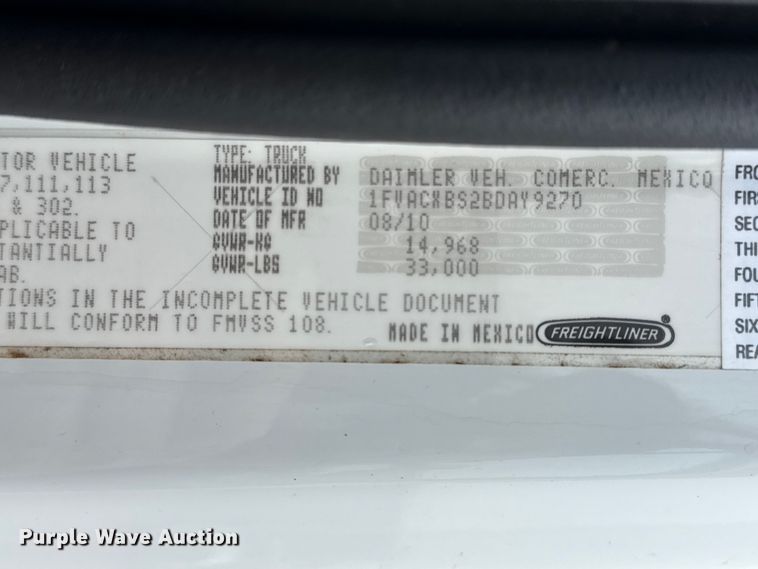 TOR VEHICLE
7,111,113
& 302.
PLICABLE TO
TANTIALLY
AB.
TYPE: TRUCK
MANUFACTURED BY DAIMLER VEH. COMERC. MEXICO
VEHICLE ID NO 1FVACXBS2BDAV9270
DATE OF MFR 08/10
GVWR-KG 14,968
GVWR-LBS 33,000
TIONS IN THE INCOMPLETE VEHICLE DOCUMENT
WILL CONFORM TO FMVSS 108.
MADE IN MEXICO FREIGHTLINER
FRO
FIRS
SEC
THI
FOU
FIFT
SIX
REA
Purple Wave Auction